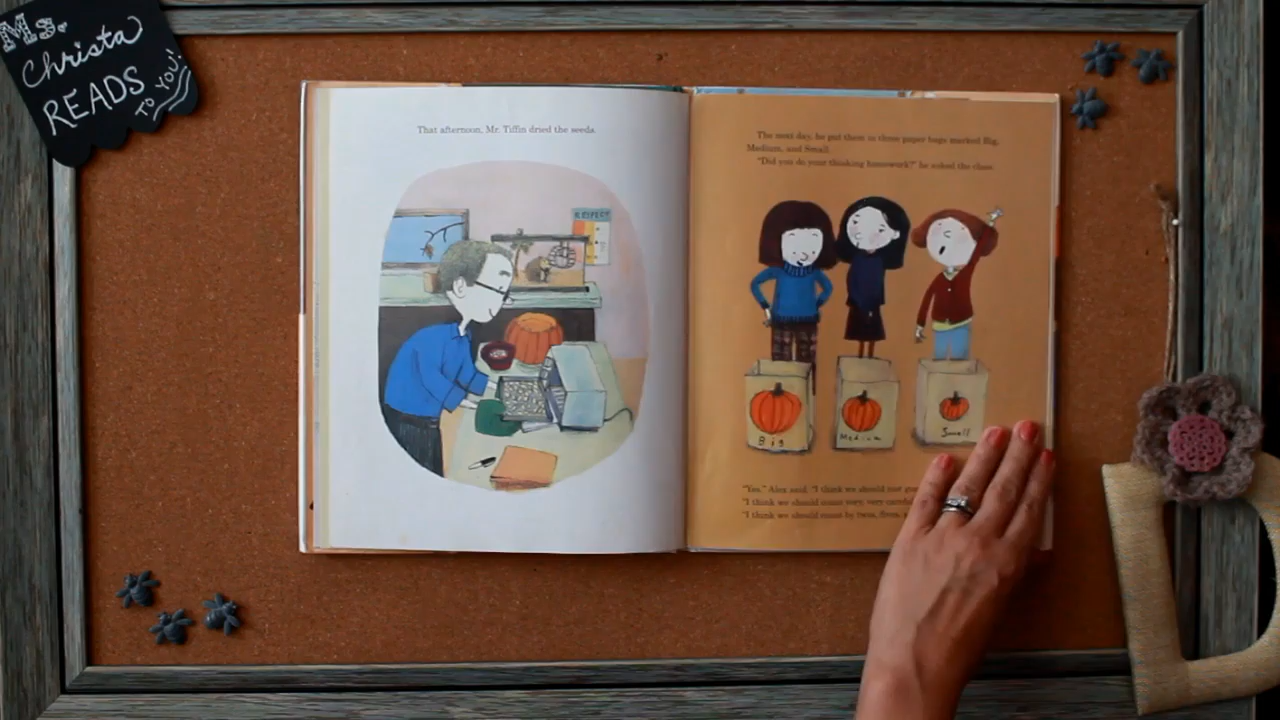 Ms.
Christa
READS
TO YOU!
That afternoon, Mr. Tiffin dried the seeds.
The next day, he put them in three paper bags marked Big,
Medium, and Small.
"Did you do your thinking homework?" he asked the class.
Big
Medium
Small
"Yes," Alex said. "I think we should just
"I think we should count very, very
"I think we should count by twos, fives,